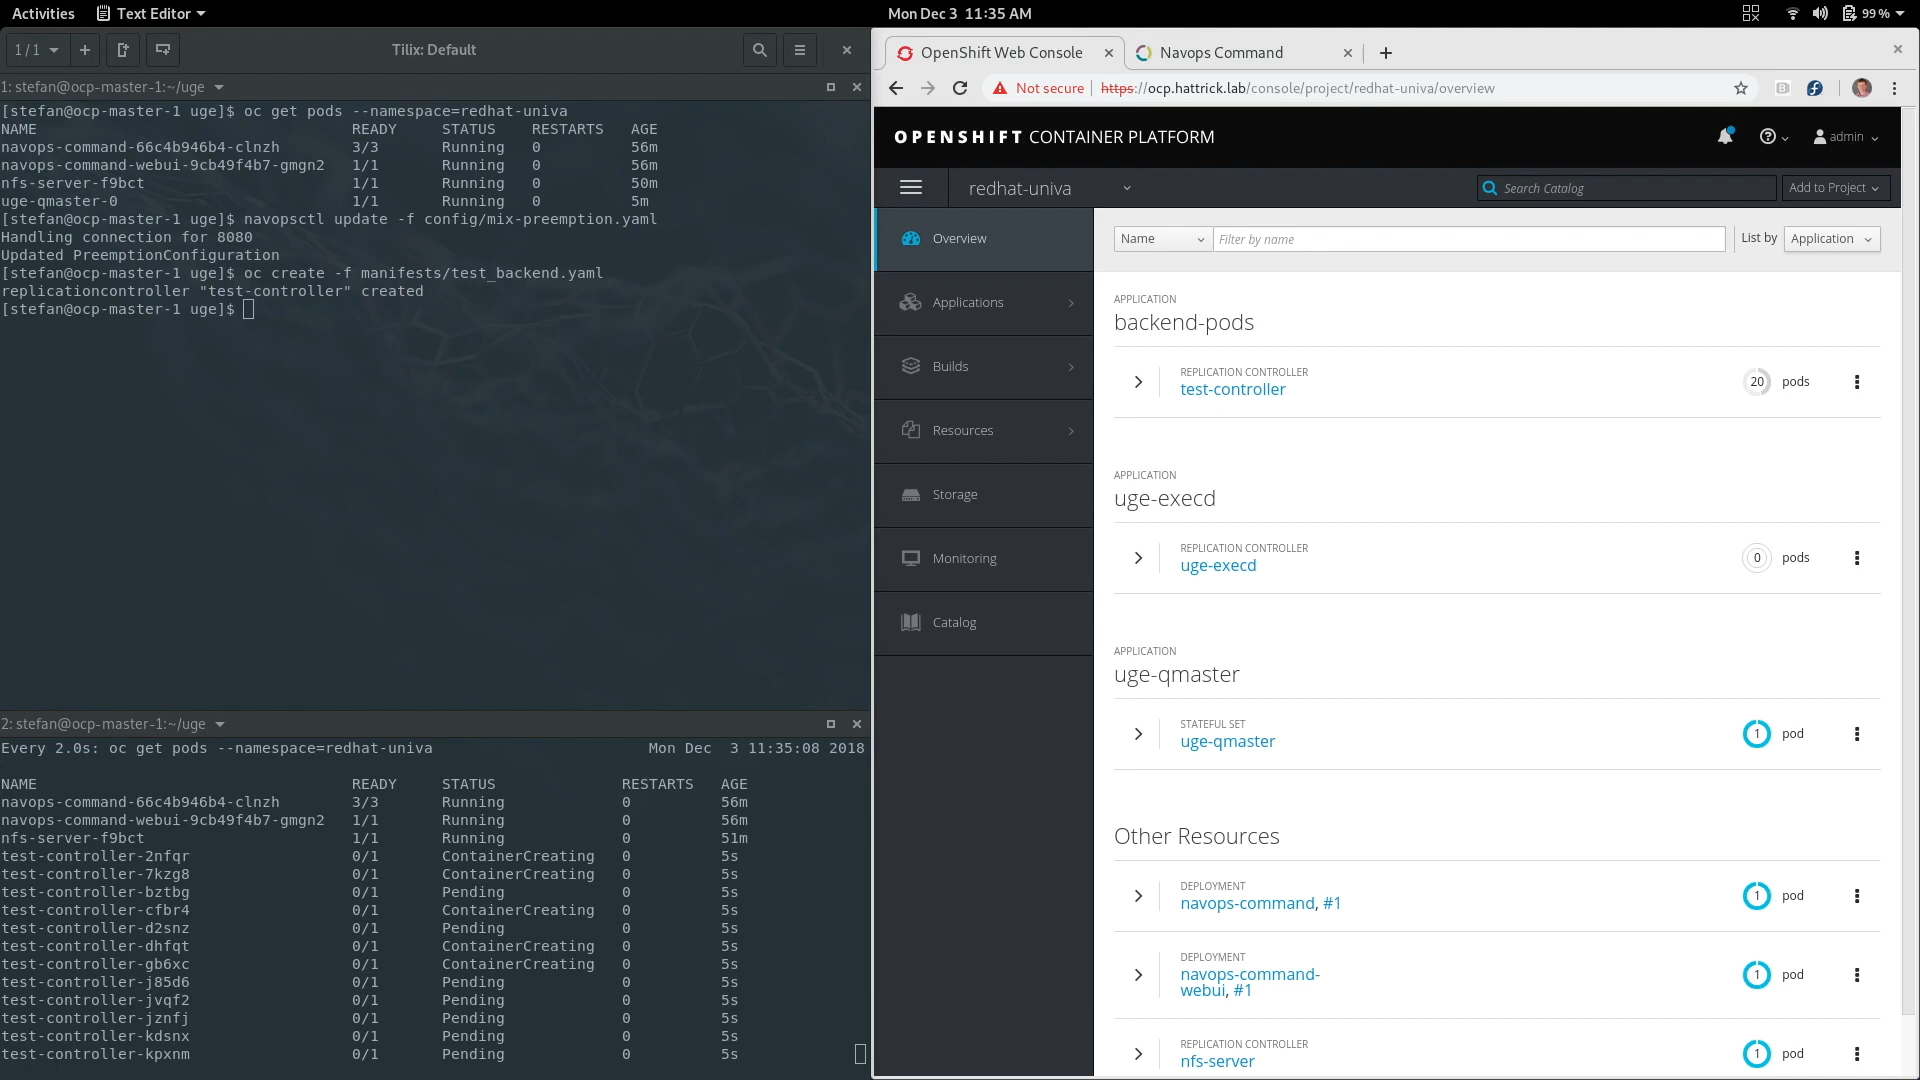 Activities Text Editor
Mon Dec 3 11:35 AM
99 %
1 / 1
Tilix: Default
1: stefan@ocp-master-1:~/uge
[stefan@ocp-master-1 uge]$ oc get pods --namespace=redhat-univa
NAME READY STATUS RESTARTS AGE
navops-command-66c4b946b4-clnzh 3/3 Running 0 56m
navops-command-webui-9cb49f4b7-gmgn2 1/1 Running 0 56m
nfs-server-f9bct 1/1 Running 0 50m
uge-qmaster-0 1/1 Running 0 5m
[stefan@ocp-master-1 uge]$ navopsctl update -f config/mix-preemption.yaml
Handling connection for 8080
Updated PreemptionConfiguration
[stefan@ocp-master-1 uge]$ oc create -f manifests/test_backend.yaml
replicationcontroller "test-controller" created
[stefan@ocp-master-1 uge]$
2: stefan@ocp-master-1:~/uge
Every 2.0s: oc get pods --namespace=redhat-univa Mon Dec 3 11:35:08 2018
NAME READY STATUS RESTARTS AGE
navops-command-66c4b946b4-clnzh 3/3 Running 0 56m
navops-command-webui-9cb49f4b7-gmgn2 1/1 Running 0 56m
nfs-server-f9bct 1/1 Running 0 51m
test-controller-2nfqr 0/1 ContainerCreating 0 5s
test-controller-7kzg8 0/1 ContainerCreating 0 5s
test-controller-bztbg 0/1 Pending 0 5s
test-controller-cfbr4 0/1 ContainerCreating 0 5s
test-controller-d2snz 0/1 Pending 0 5s
test-controller-dhfqt 0/1 ContainerCreating 0 5s
test-controller-gb6xc 0/1 ContainerCreating 0 5s
test-controller-j85d6 0/1 Pending 0 5s
test-controller-jvqf2 0/1 Pending 0 5s
test-controller-jznfj 0/1 Pending 0 5s
test-controller-kdsnx 0/1 Pending 0 5s
test-controller-kpxnm 0/1 Pending 0 5s
OpenShift Web Console
Navops Command
Not secure https://ocp.hattrick.lab/console/project/redhat-univa/overview
OPENSHIFT CONTAINER PLATFORM
admin
redhat-univa
Search Catalog
Add to Project
Overview
Applications
Builds
Resources
Storage
Monitoring
Catalog
Name
Filter by name
List by
Application
APPLICATION
backend-pods
REPLICATION CONTROLLER
test-controller
20 pods
APPLICATION
uge-execd
REPLICATION CONTROLLER
uge-execd
0 pods
APPLICATION
uge-qmaster
STATEFUL SET
uge-qmaster
1 pod
Other Resources
DEPLOYMENT
navops-command, #1
1 pod
DEPLOYMENT
navops-command-
webui, #1
1 pod
REPLICATION CONTROLLER
nfs-server
1 pod